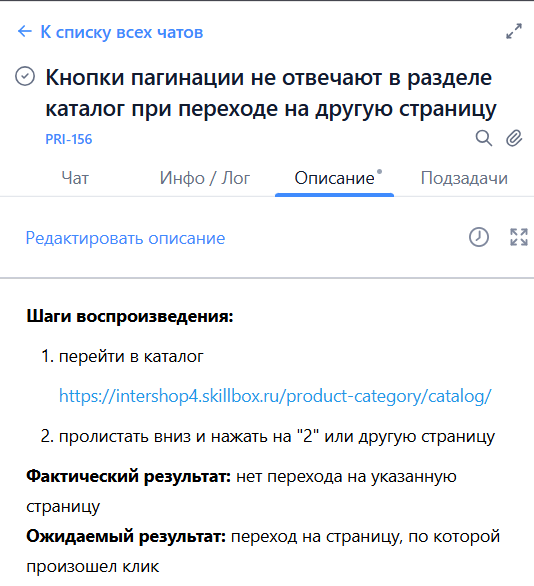 К списку всех чатов
Кнопки пагинации не отвечают в разделе
каталог при переходе на другую страницу
PRI-156
Чат Инфо / Лог Описание Подзадачи
Редактировать описание
Шаги воспроизведения:
1. перейти в каталог
https://intershop4.skillbox.ru/product-category/catalog/
2. пролистать вниз и нажать на "2" или другую страницу
Фактический результат: нет перехода на указанную
страницу
Ожидаемый результат: переход на страницу, по которой
произошел клик